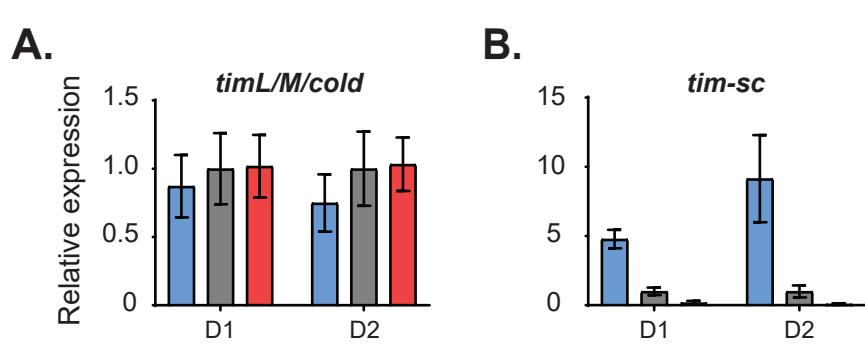 A.
timL/M/cold
Relative expression
1.5
1.0
0.5
0
D1
D2
B.
tim-sc
15
10
5
0
D1
D2